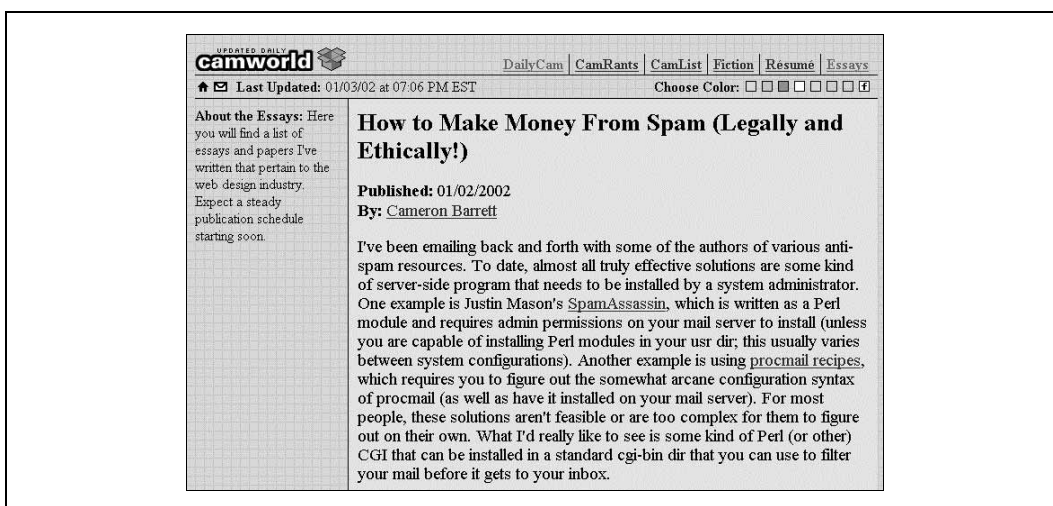 UPDATED DAILY
camworld
DailyCam | CamRants | CamList | Fiction | Résumé | Essays
Last Updated: 01/03/02 at 07:06 PM EST
Choose Color:
About the Essays: Here
you will find a list of
essays and papers I've
written that pertain to the
web design industry.
Expect a steady
publication schedule
starting soon.
How to Make Money From Spam (Legally and
Ethically!)
Published: 01/02/2002
By: Cameron Barrett
I've been emailing back and forth with some of the authors of various anti-
spam resources. To date, almost all truly effective solutions are some kind
of server-side program that needs to be installed by a system administrator.
One example is Justin Mason's SpamAssassin, which is written as a Perl
module and requires admin permissions on your mail server to install (unless
you are capable of installing Perl modules in your usr dir; this usually varies
between system configurations). Another example is using procmail recipes,
which requires you to figure out the somewhat arcane configuration syntax
of procmail (as well as have it installed on your mail server). For most
people, these solutions aren't feasible or are too complex for them to figure
out on their own. What I'd really like to see is some kind of Perl (or other)
CGI that can be installed in a standard cgi-bin dir that you can use to filter
your mail before it gets to your inbox.